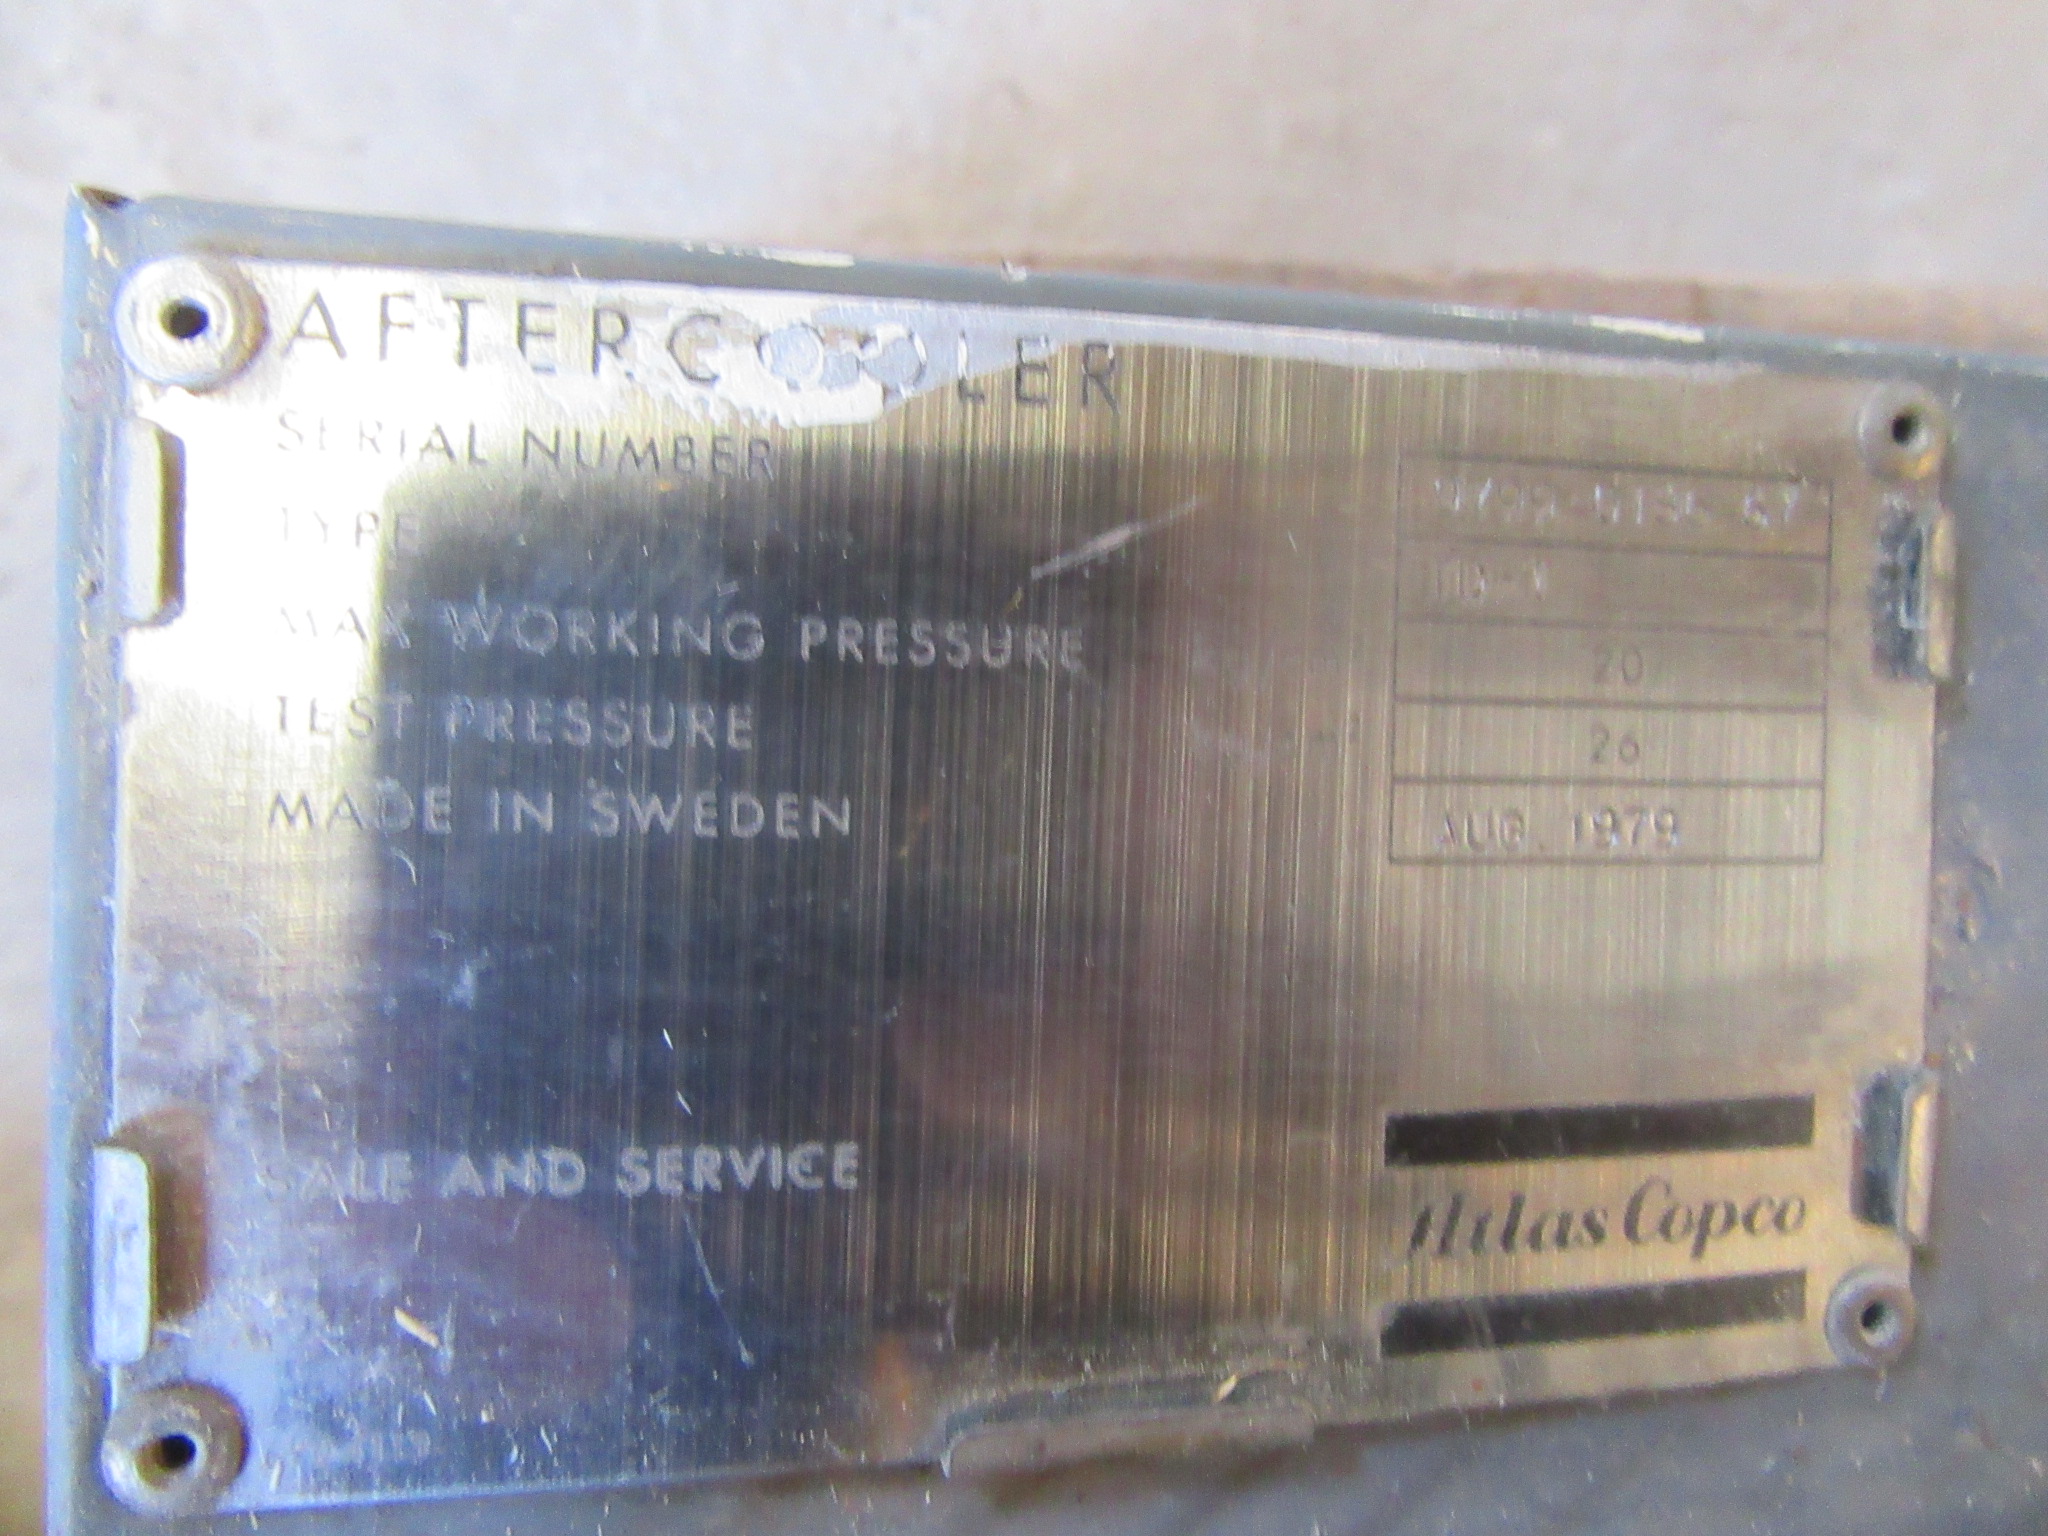 AFTERCOOLER
SERIAL NUMBER
TYPE
MAX WORKING PRESSURE 20
TEST PRESSURE 26
MADE IN SWEDEN AUG. 1979
SALE AND SERVICE
Atlas Copco